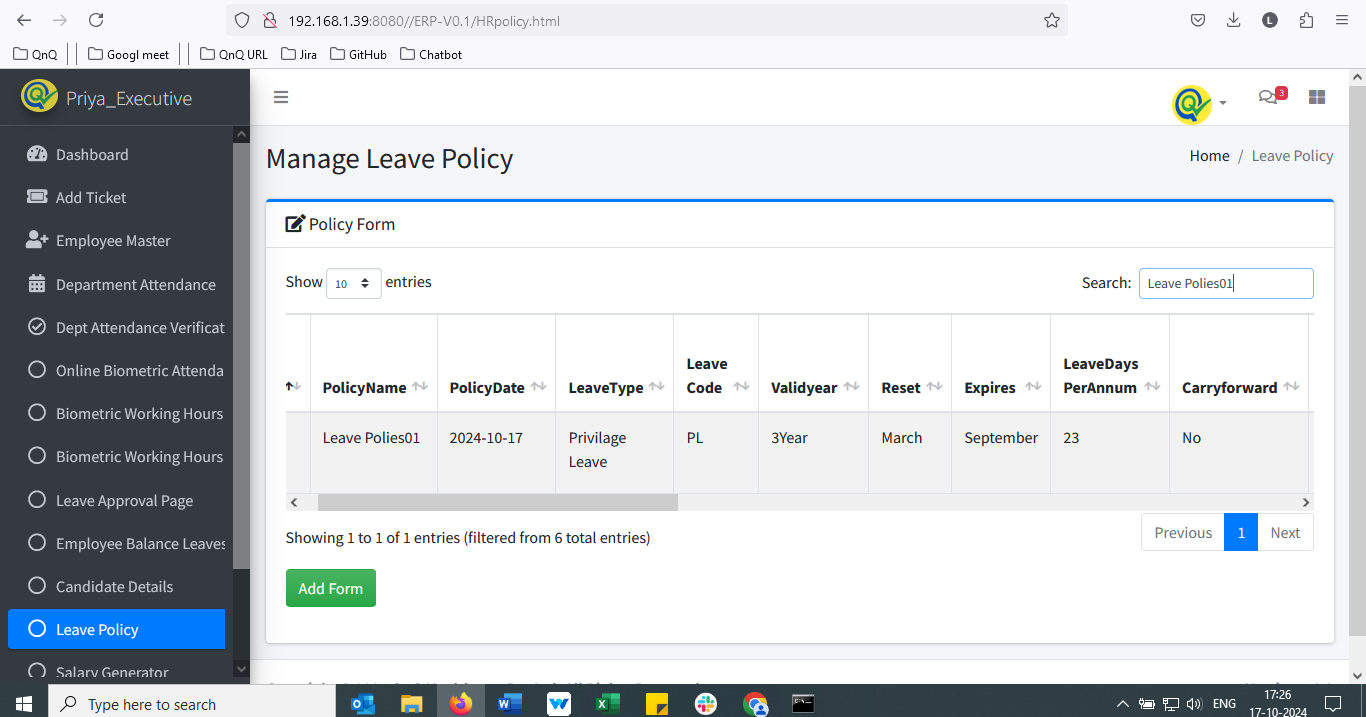 192.168.1.39:8080//ERP-V0.1/HRpolicy.html
QnQ
Googl meet
QnQ URL
Jira
GitHub
Chatbot
L
Priya_Executive
3
Dashboard
Add Ticket
Employee Master
Department Attendance
Dept Attendance Verificat
Online Biometric Attenda
Biometric Working Hours
Biometric Working Hours
Leave Approval Page
Employee Balance Leaves
Candidate Details
Leave Policy
Salary Generator
Manage Leave Policy
Home / Leave Policy
Policy Form
Show 10 entries
Search: Leave Polies01
PolicyName PolicyDate LeaveType Leave Code Validyear Reset Expires LeaveDays PerAnnum Carryforward
Leave Polies01 2024-10-17 Privilage Leave PL 3Year March September 23 No
Showing 1 to 1 of 1 entries (filtered from 6 total entries)
Previous 1 Next
Add Form
Type here to search
ENG
17:26
17-10-2024